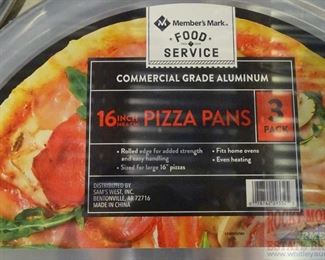 Member's Mark™
FOOD
SERVICE
COMMERCIAL GRADE ALUMINUM
16 INCH PIZZA PANS 3 PACK
• Rolled edge for added strength and easy handling
• Sized for large 16" pizzas
• Fits home ovens
• Even heating
DISTRIBUTED BY
SAM'S WEST, INC.
BENTONVILLE, AR 72716
MADE IN CHINA
ESTATE